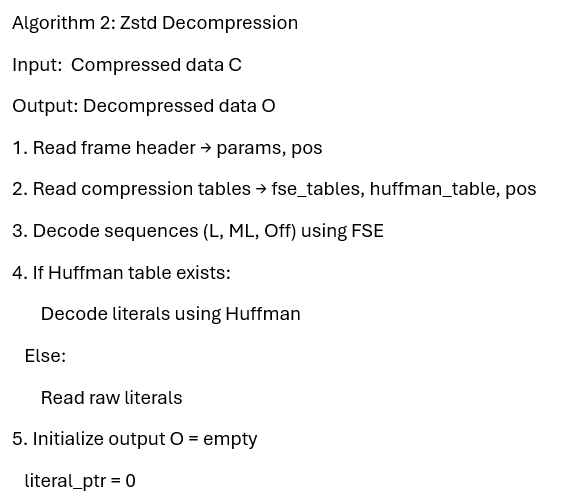 Algorithm 2: Zstd Decompression
Input:  Compressed data C
Output: Decompressed data O
1. Read frame header → params, pos
2. Read compression tables → fse_tables, huffman_table, pos
3. Decode sequences (L, ML, Off) using FSE
4. If Huffman table exists:
Decode literals using Huffman
Else:
Read raw literals
5. Initialize output O = empty
literal_ptr = 0